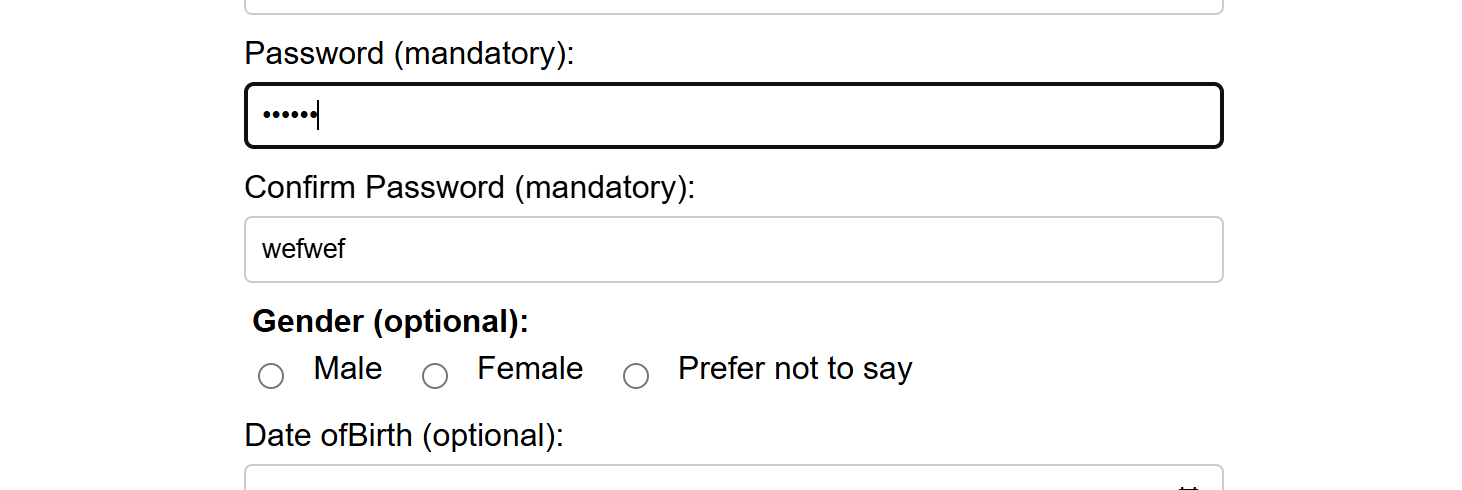 Password (mandatory):
••••••
Confirm Password (mandatory):
wefwef
Gender (optional):
Male Female Prefer not to say
Date ofBirth (optional):